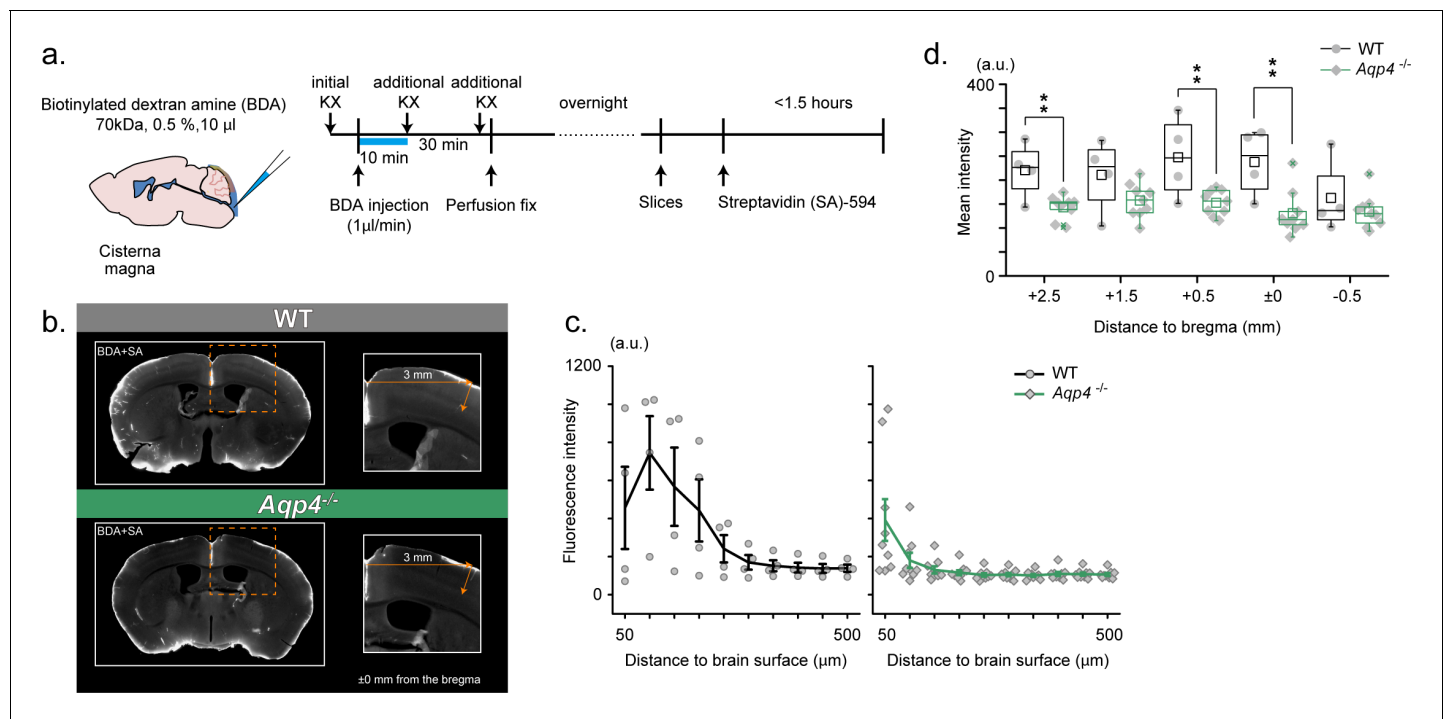 a.
Biotinylated dextran amine (BDA)
70kDa, 0.5 %,10 µl
Cisterna
magna
initial
KX
additional
KX
additional
KX
overnight
<1.5 hours
10 min
30 min
BDA injection
(1µl/min)
Perfusion fix
Slices
Streptavidin (SA)-594
b.
WT
BDA+SA
3 mm
Aqp4-/-
BDA+SA
3 mm
±0 mm from the bregma
c.
(a.u.)
1200
Fluorescence intensity
0
50
500
Distance to brain surface (µm)
50
500
Distance to brain surface (µm)
WT
Aqp4 -/-
d.
(a.u.)
WT
Aqp4 -/-
400
Mean intensity
0
**
**
**
+2.5
+1.5
+0.5
±0
-0.5
Distance to bregma (mm)